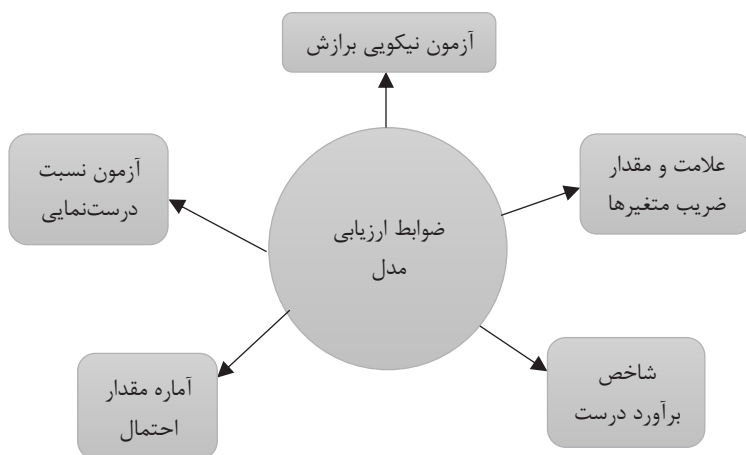 آزمون نیکویی برازش
علامت و مقدار
ضریب متغیرها
آزمون نسبت
درست‌نمایی
ضوابط ارزیابی
مدل
شاخص
برآورد درست
آماره مقدار
احتمال